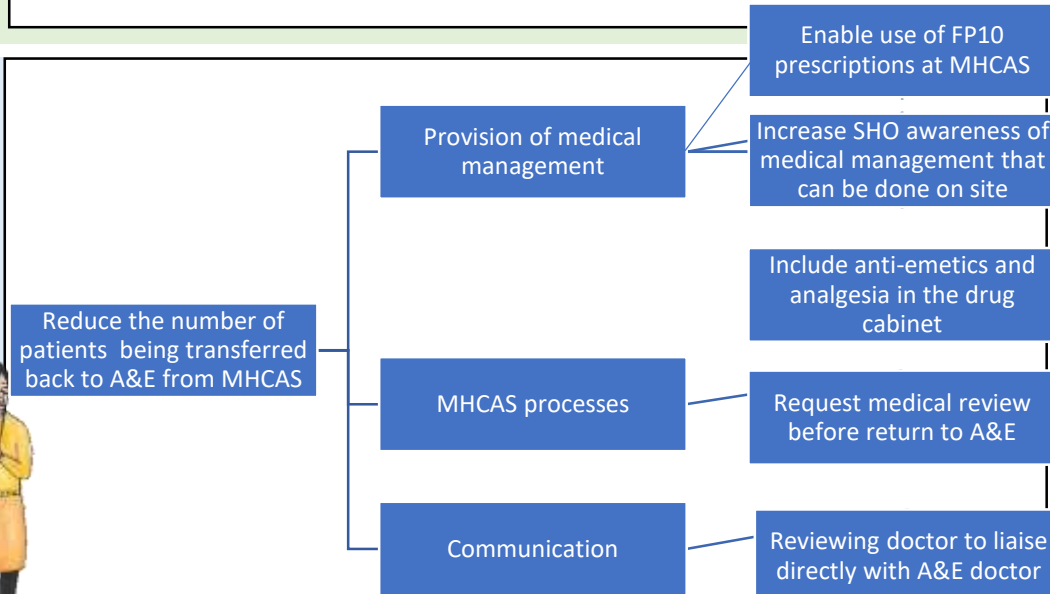 Enable use of FP10
prescriptions at MHCAS
Provision of medical
management
Increase SHO awareness of
medical management that
can be done on site
Include anti-emetics and
analgesia in the drug
cabinet
Reduce the number of
patients being transferred
back to A&E from MHCAS
MHCAS processes
Request medical review
before return to A&E
Communication
Reviewing doctor to liaise
directly with A&E doctor